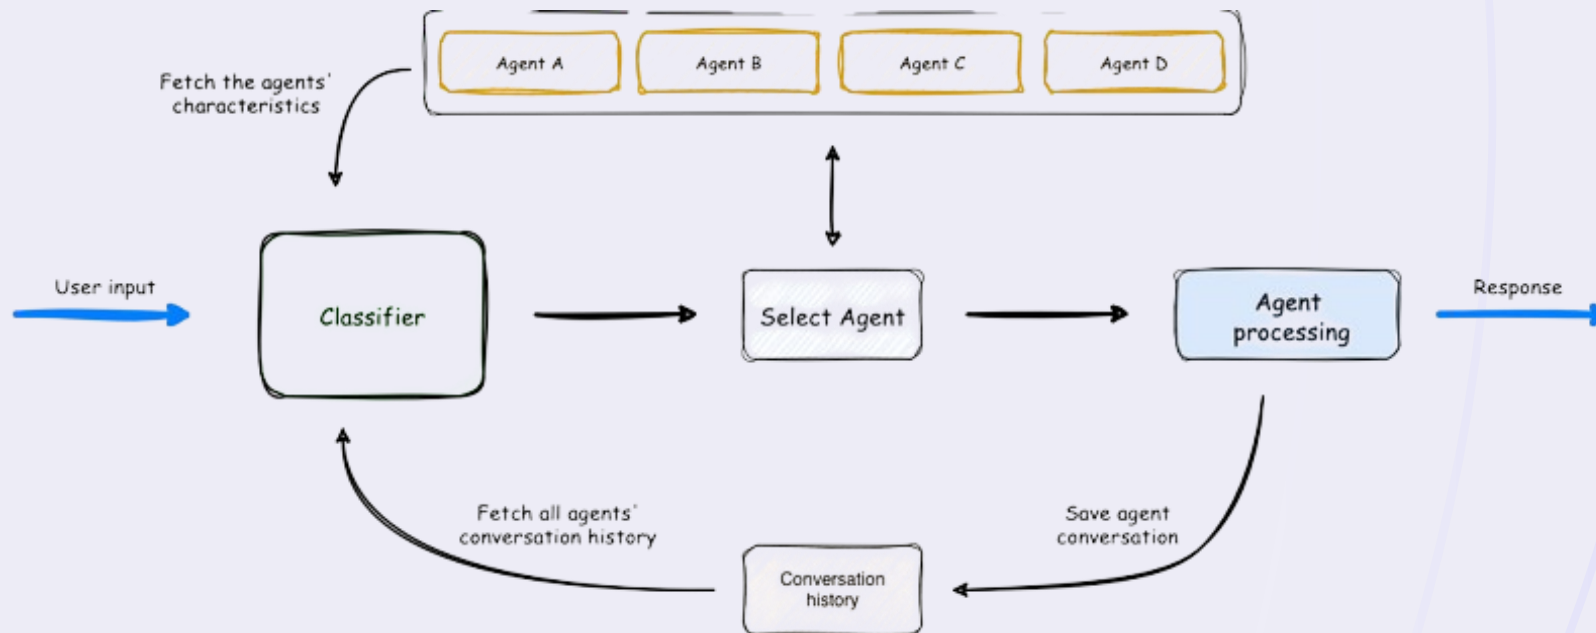 Agent A
Agent B
Agent C
Agent D
Fetch the agents'
characteristics
User input
Classifier
Select Agent
Agent
processing
Response
Fetch all agents'
conversation history
Save agent
conversation
Conversation
history